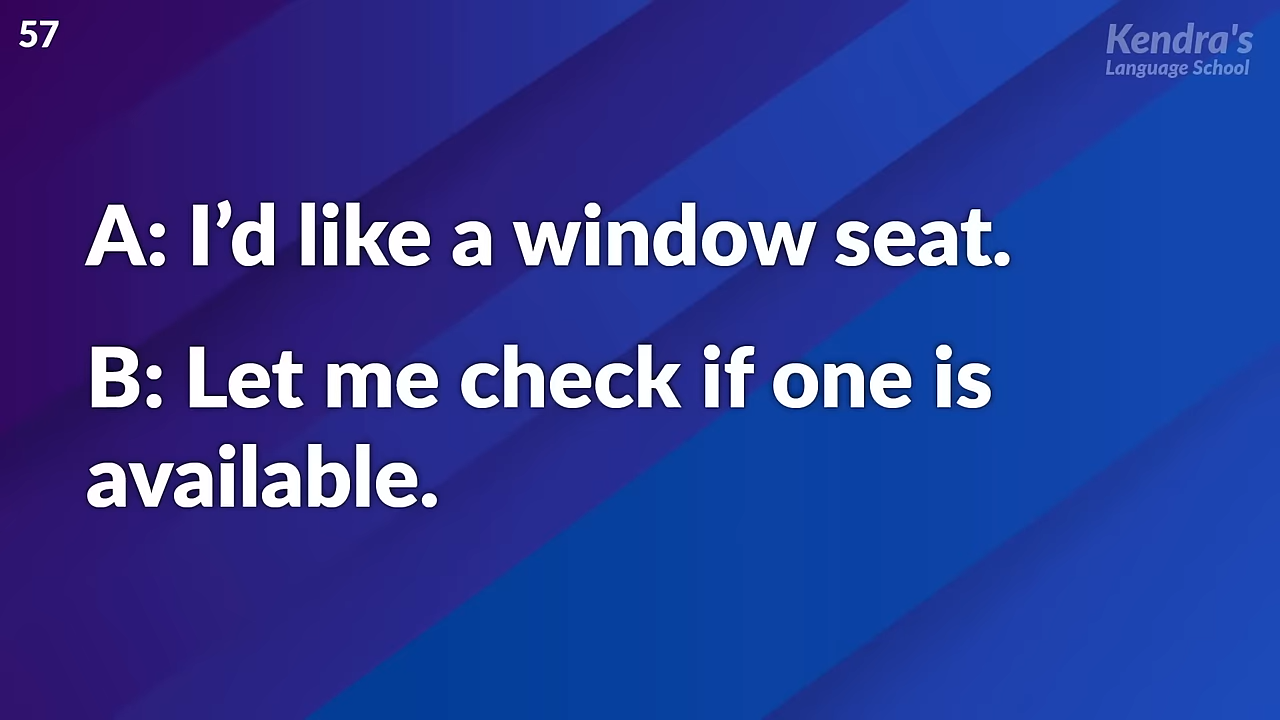 57
Kendra's
Language School
A: I’d like a window seat.
B: Let me check if one is
available.